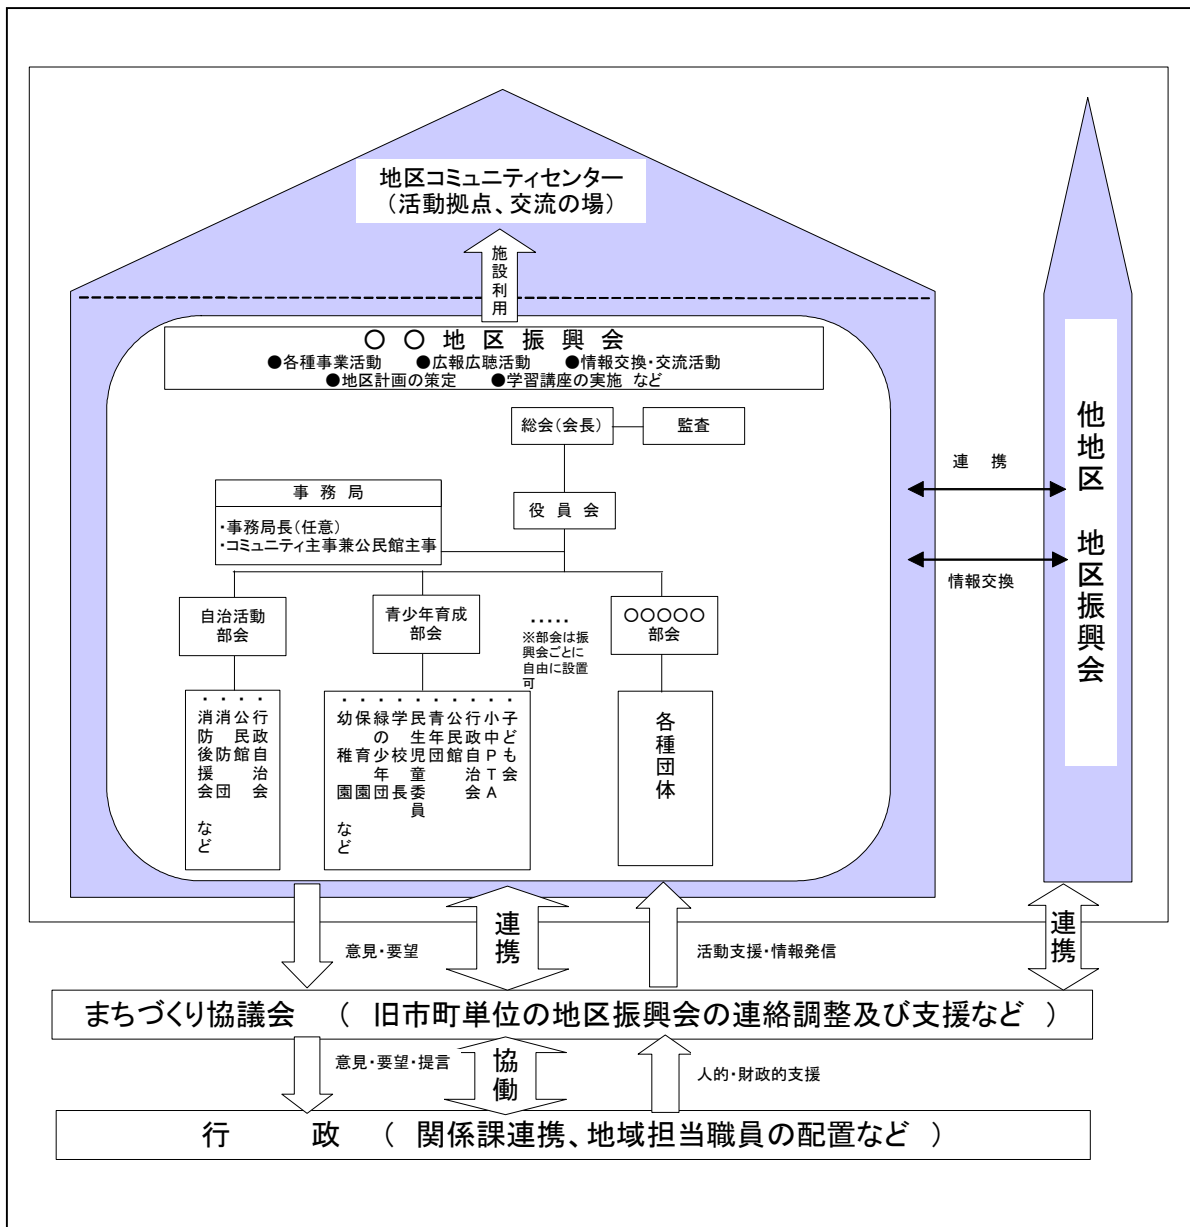 地区コミュニティセンター
（活動拠点、交流の場）
施設利用
〇 〇 地 区 振 興 会
●各種事業活動 ●広報広聴活動 ●情報交換・交流活動
●地区計画の策定 ●学習講座の実施 など
総会（会長）
監査
事 務 局
・事務局長（任意）
・コミュニティ主事兼公民館主事
役 員 会
自治活動
部会
青少年育成
部会
・・・・・
※部会は振
興会ごとに
自由に設置
可
〇〇〇〇〇
部会
・行政自治会
・公民館
・消防団
・消防後援会 など
・子ども会
・小中ＰＴＡ
・行政自治会
・公民館
・青年団
・民生児童委員
・学校長
・緑の少年団
・保育園
・幼稚園 など
各種団体
連 携
情報交換
他地区 地区振興会
意見・要望
連携
活動支援・情報発信
連携
まちづくり協議会 （ 旧市町単位の地区振興会の連絡調整及び支援など ）
意見・要望・提言
協働
人的・財政的支援
行 政 （ 関係課連携、地域担当職員の配置など ）